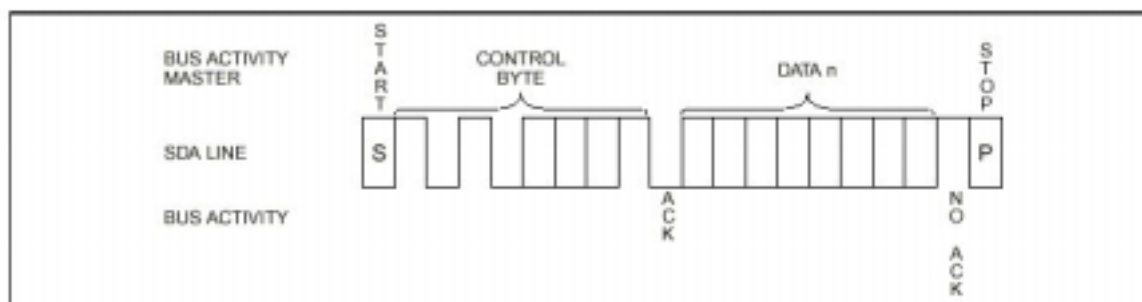 BUS ACTIVITY
MASTER
START
CONTROL
BYTE
DATA n
STOP
SDA LINE
S
P
BUS ACTIVITY
ACK
NO ACK